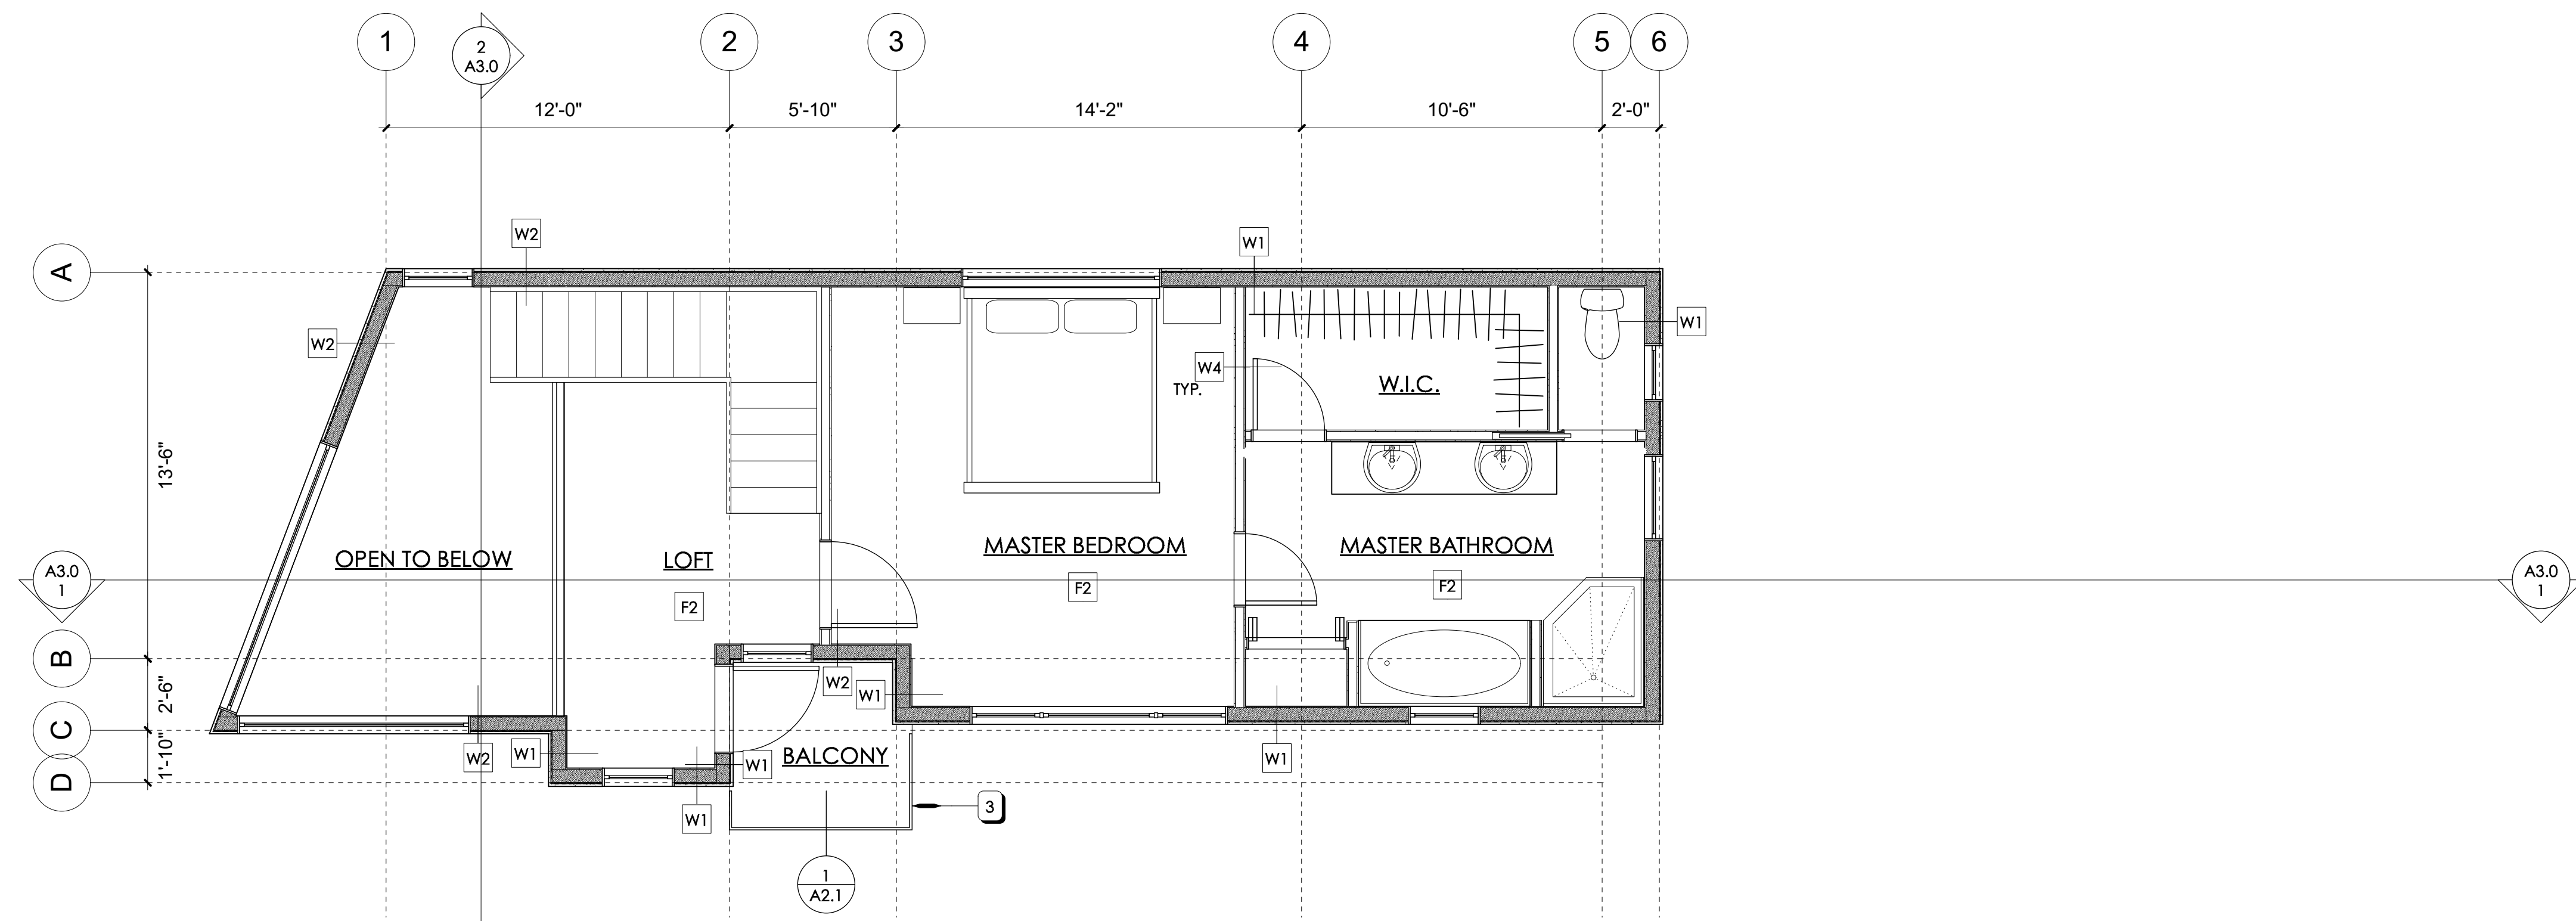 1
2
A3.0
2
3
4
5
6
12'-0"
5'-10"
14'-2"
10'-6"
2'-0"
W2
W1
A
W2
W1
W4
TYP.
W.I.C.
13'-6"
OPEN TO BELOW
LOFT
MASTER BEDROOM
MASTER BATHROOM
A3.0
1
F2
F2
F2
A3.0
1
B
2'-6"
W2
W1
C
1'-10"
W2
W1
W1
BALCONY
W1
D
W1
3
1
A2.1